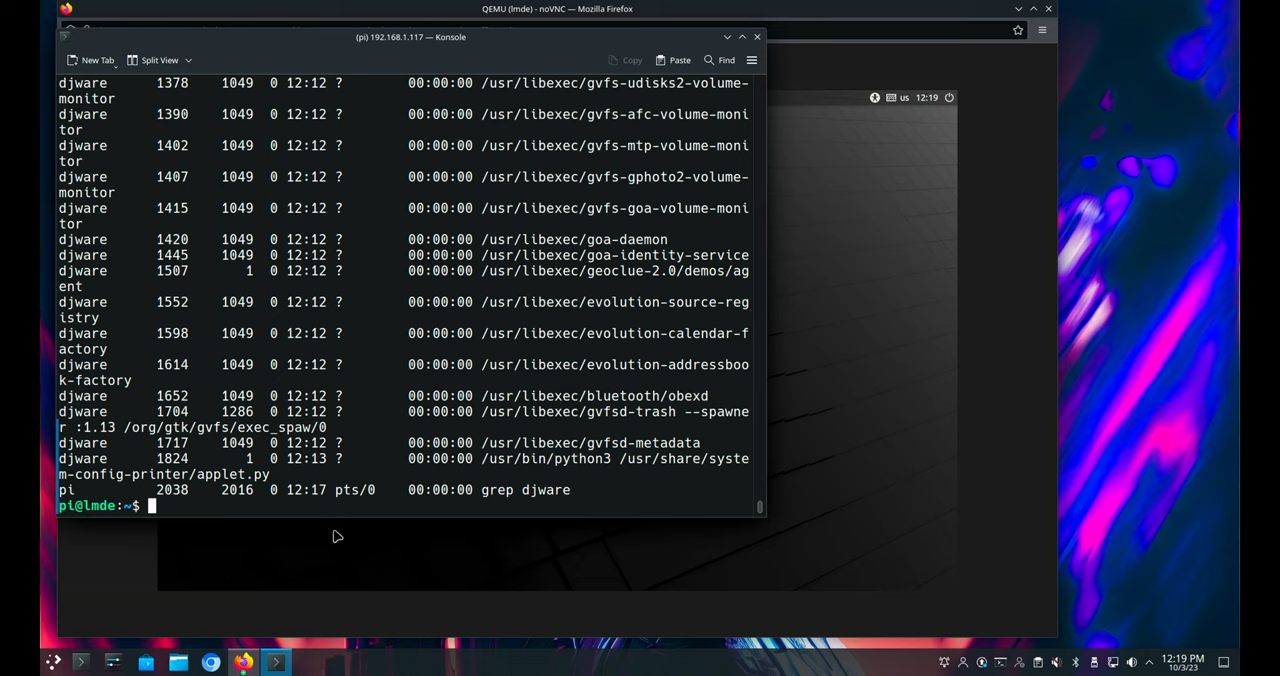 QEMU (lmde) - noVNC — Mozilla Firefox
(pi) 192.168.1.117 — Konsole
New Tab Split View Copy Paste Find
djware 1378 1049 0 12:12 ? 00:00:00 /usr/libexec/gvfs-udisks2-volume-
monitor
djware 1390 1049 0 12:12 ? 00:00:00 /usr/libexec/gvfs-afc-volume-moni
tor
djware 1402 1049 0 12:12 ? 00:00:00 /usr/libexec/gvfs-mtp-volume-moni
tor
djware 1407 1049 0 12:12 ? 00:00:00 /usr/libexec/gvfs-gphoto2-volume-
monitor
djware 1415 1049 0 12:12 ? 00:00:00 /usr/libexec/gvfs-goa-volume-moni
tor
djware 1420 1049 0 12:12 ? 00:00:00 /usr/libexec/goa-daemon
djware 1445 1049 0 12:12 ? 00:00:00 /usr/libexec/goa-identity-service
djware 1507 1 0 12:12 ? 00:00:00 /usr/libexec/geoclue-2.0/demos/ag
ent
djware 1552 1049 0 12:12 ? 00:00:00 /usr/libexec/evolution-source-reg
istry
djware 1598 1049 0 12:12 ? 00:00:00 /usr/libexec/evolution-calendar-f
actory
djware 1614 1049 0 12:12 ? 00:00:00 /usr/libexec/evolution-addressboo
k-factory
djware 1652 1049 0 12:12 ? 00:00:00 /usr/libexec/bluetooth/obexd
djware 1704 1286 0 12:12 ? 00:00:00 /usr/libexec/gvfsd-trash --spawne
r :1.13 /org/gtk/gvfs/exec_spaw/0
djware 1717 1049 0 12:12 ? 00:00:00 /usr/libexec/gvfsd-metadata
djware 1824 1 0 12:13 ? 00:00:00 /usr/bin/python3 /usr/share/syste
m-config-printer/applet.py
pi 2038 2016 0 12:17 pts/0 00:00:00 grep djware
pi@lmde:~$
us 12:19
12:19 PM
10/3/23